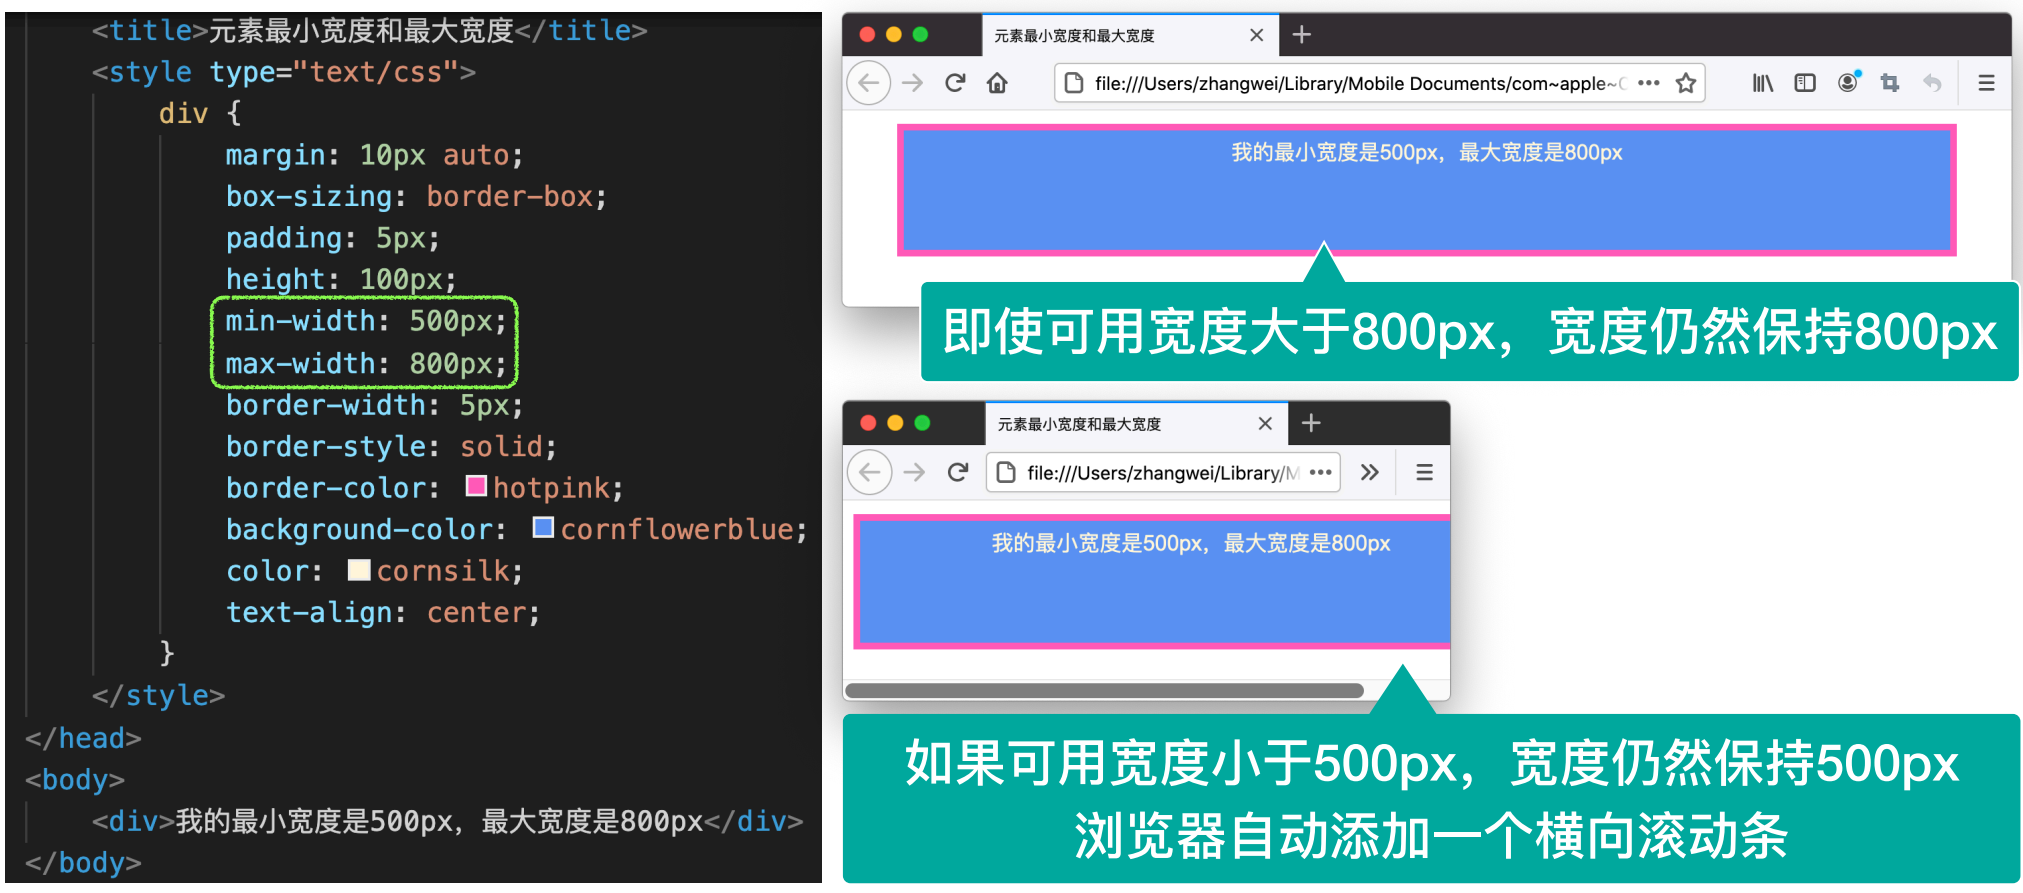 <title>元素最小宽度和最大宽度</title>
<style type="text/css">
div {
margin: 10px auto;
box-sizing: border-box;
padding: 5px;
height: 100px;
min-width: 500px;
max-width: 800px;
border-width: 5px;
border-style: solid;
border-color: hotpink;
background-color: cornflowerblue;
color: cornsilk;
text-align: center;
}
</style>
</head>
<body>
<div>我的最小宽度是500px，最大宽度是800px</div>
</body>
元素最小宽度和最大宽度
file:///Users/zhangwei/Library/Mobile Documents/com~apple~
我的最小宽度是500px，最大宽度是800px
即使可用宽度大于800px，宽度仍然保持800px
元素最小宽度和最大宽度
file:///Users/zhangwei/Library/M
我的最小宽度是500px，最大宽度是800px
如果可用宽度小于500px，宽度仍然保持500px
浏览器自动添加一个横向滚动条